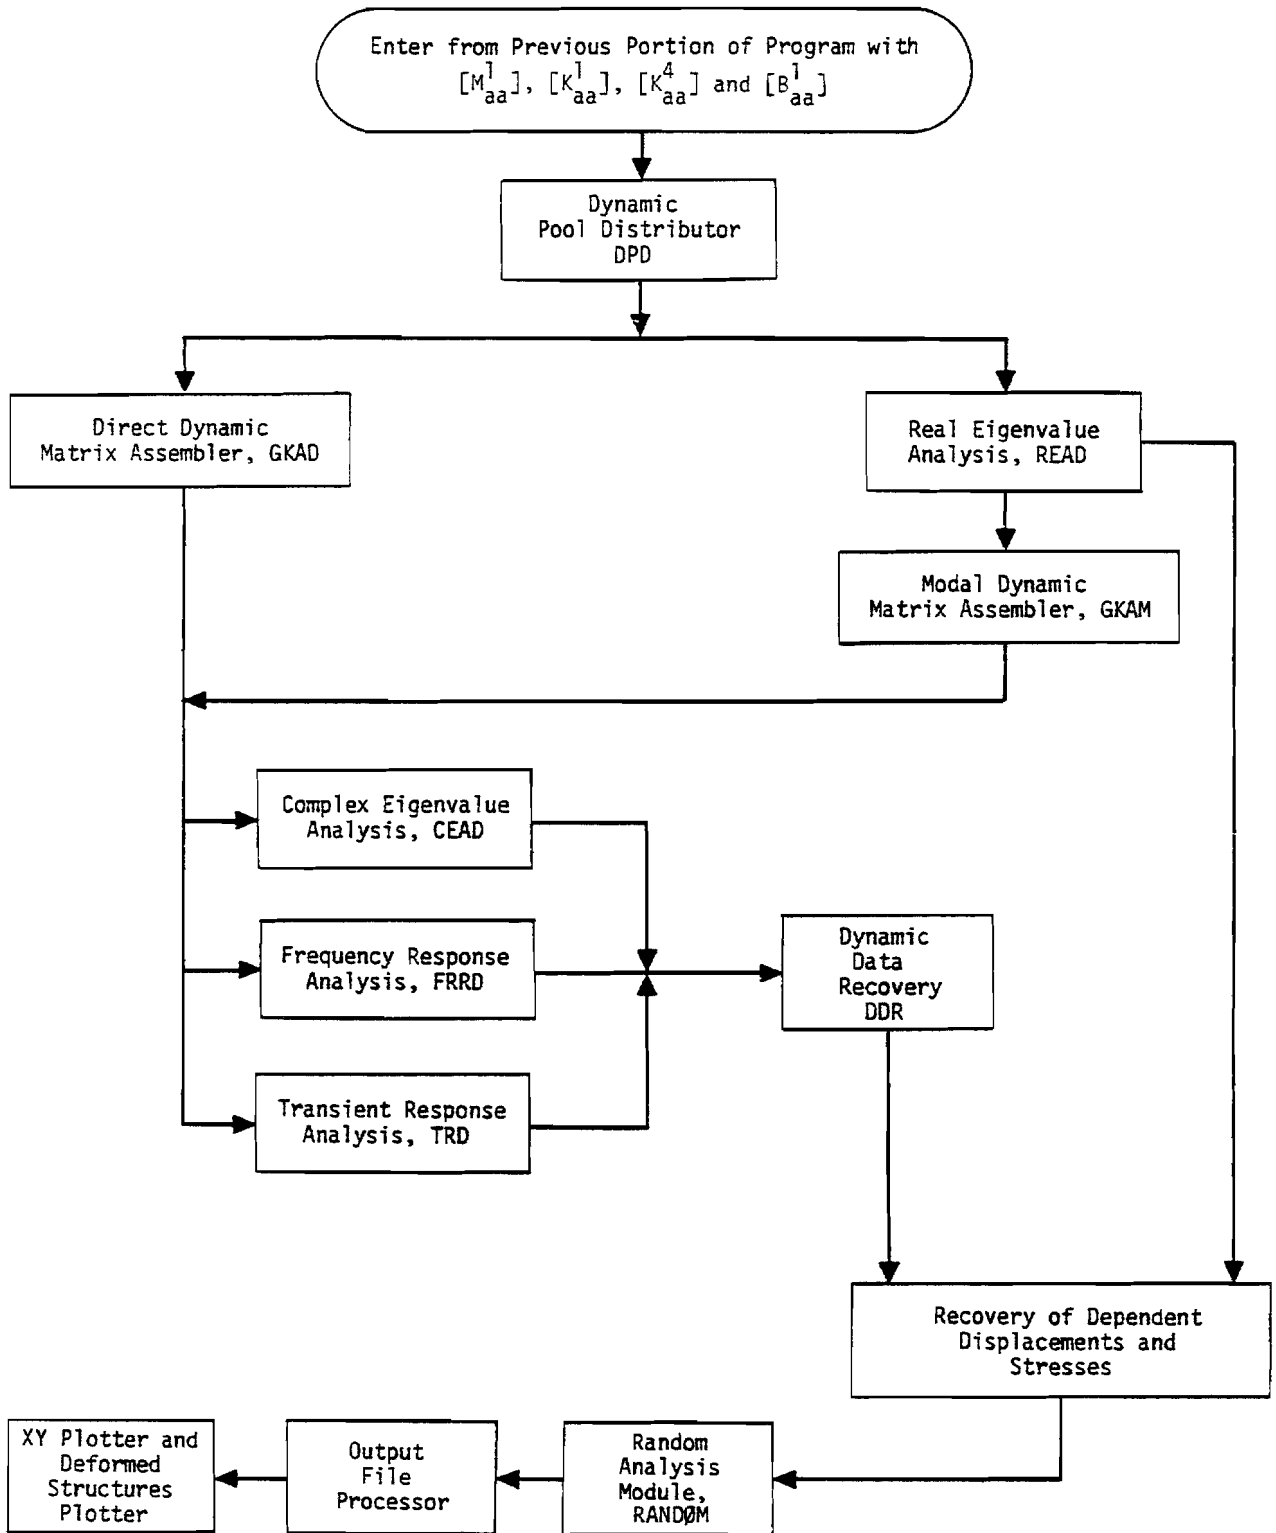 Enter from Previous Portion of Program with
[M¹aa], [K¹aa], [K⁴aa] and [B¹aa]
Dynamic
Pool Distributor
DPD
Direct Dynamic
Matrix Assembler, GKAD
Real Eigenvalue
Analysis, READ
Modal Dynamic
Matrix Assembler, GKAM
Complex Eigenvalue
Analysis, CEAD
Frequency Response
Analysis, FRRD
Dynamic
Data
Recovery
DDR
Transient Response
Analysis, TRD
Recovery of Dependent
Displacements and
Stresses
XY Plotter and
Deformed
Structures
Plotter
Output
File
Processor
Random
Analysis
Module,
RANDØM